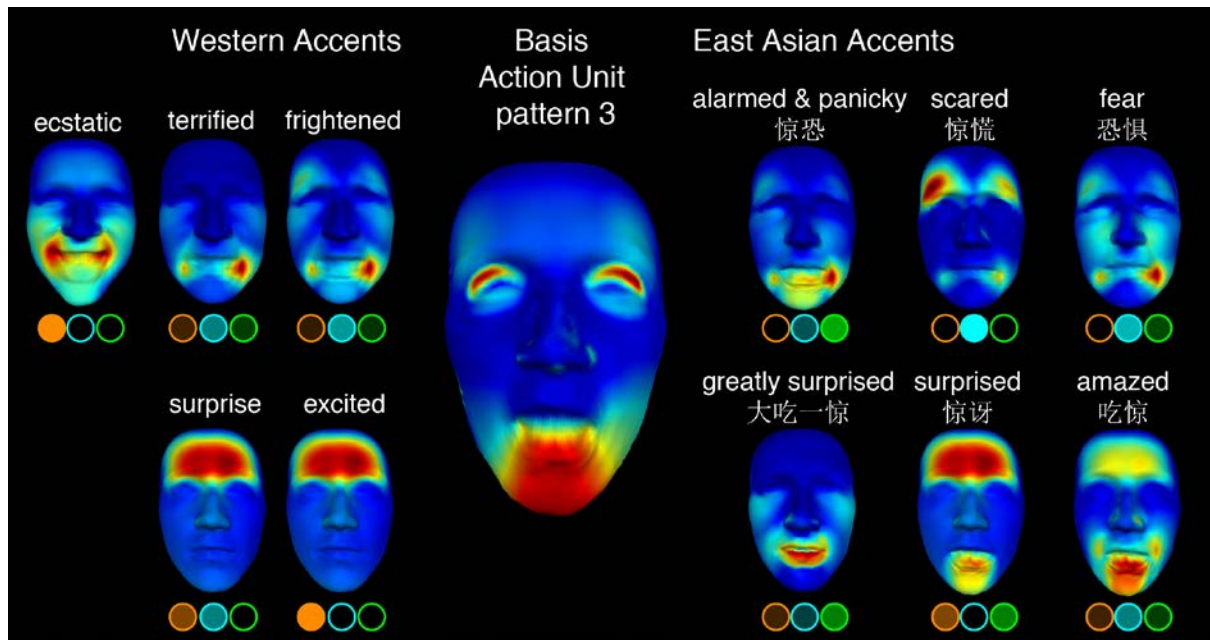 Western Accents
Basis
Action Unit
pattern 3
East Asian Accents
ecstatic
terrified
frightened
alarmed & panicky
惊恐
scared
惊慌
fear
恐惧
surprise
excited
greatly surprised
大吃一惊
surprised
惊讶
amazed
吃惊